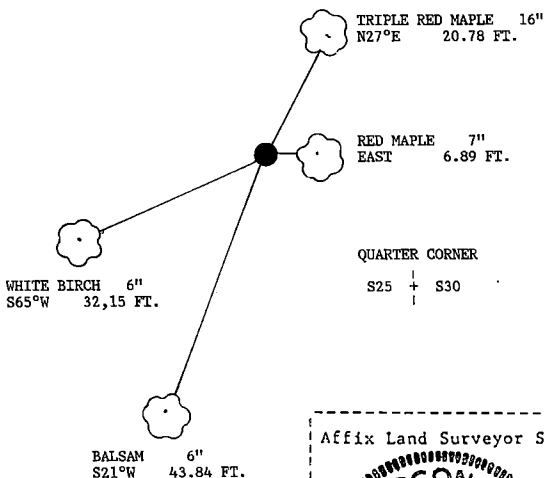 TRIPLE RED MAPLE 16"
N27°E 20.78 FT.
RED MAPLE 7"
EAST 6.89 FT.
QUARTER CORNER
S25 + S30
WHITE BIRCH 6"
S65°W 32,15 FT.
BALSAM 6"
S21°W 43.84 FT.
Affix Land Surveyor S